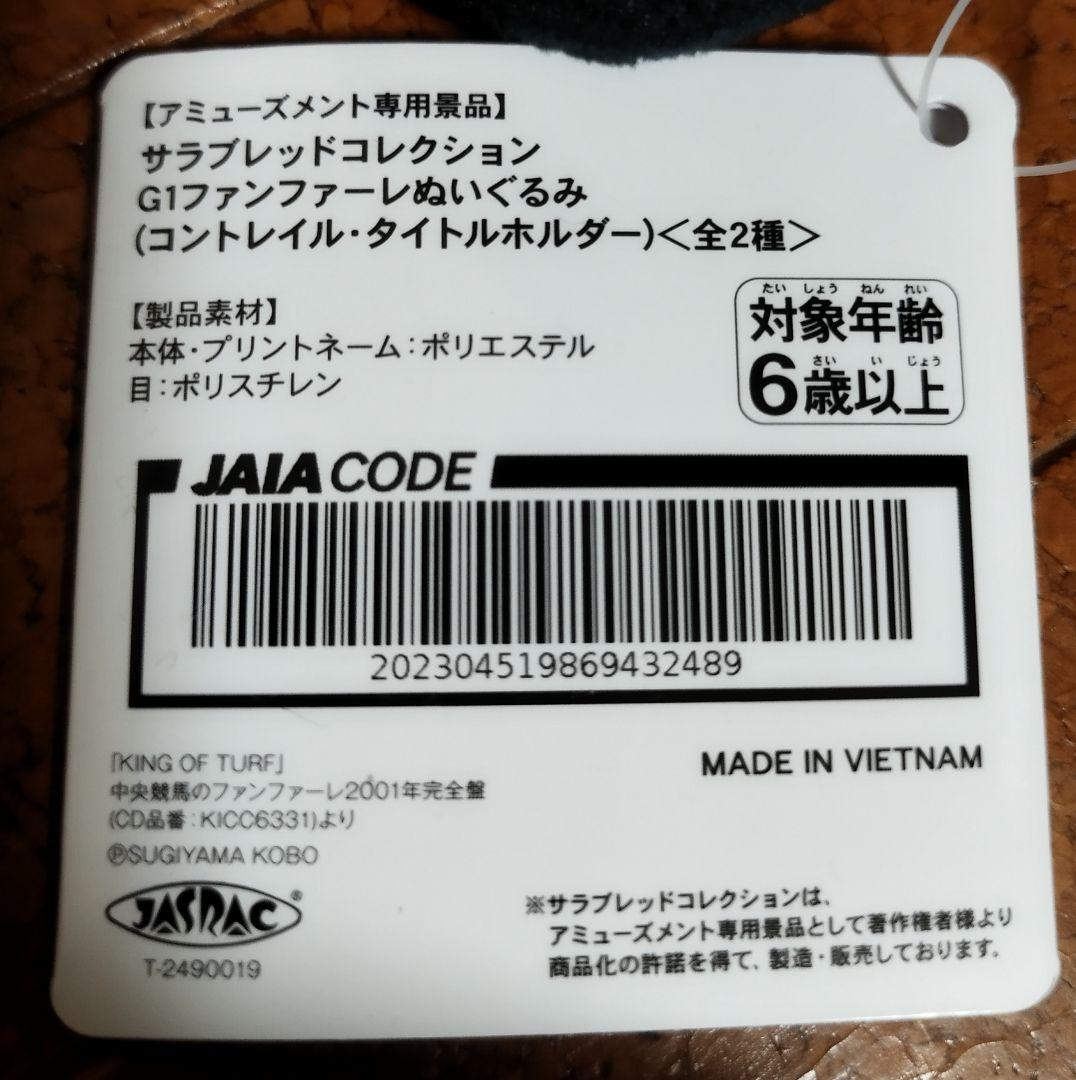 【アミューズメント専用景品】
サラブレッドコレクション
G1ファンファーレぬいぐるみ
(コントレイル・タイトルホルダー)＜全2種＞
【製品素材】
本体・プリントネーム：ポリエステル
目：ポリスチレン
たい しょう ねん れい
対象年齢
さい い じょう
6歳以上
JAIA CODE
202304519869432489
「KING OF TURF」
中央競馬のファンファーレ2001年完全盤
(CD品番：KICC6331)より
ⓅSUGIYAMA KOBO
MADE IN VIETNAM
JASRAC®
T-2490019
※サラブレッドコレクションは、
アミューズメント専用景品として著作権者様より
商品化の許諾を得て、製造・販売しております。